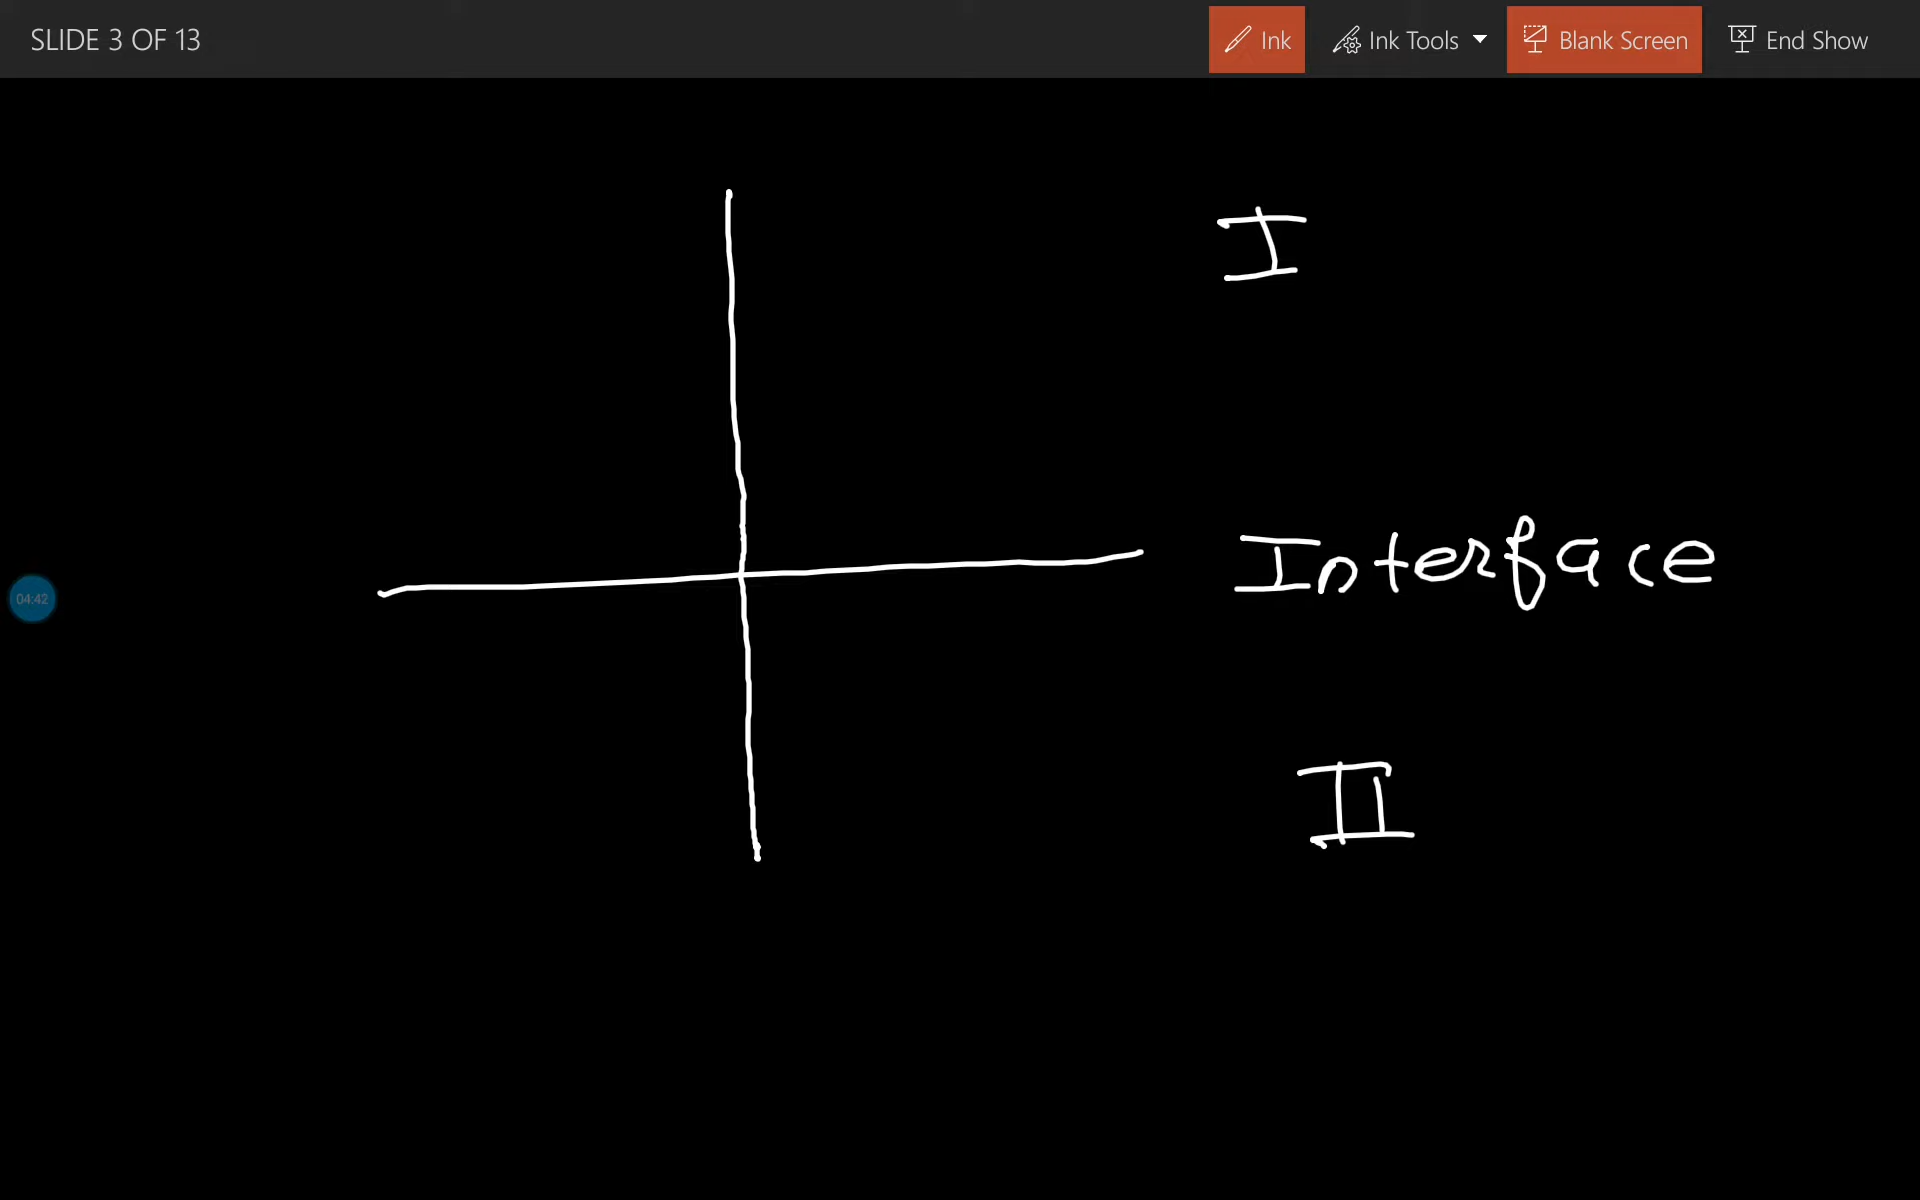 SLIDE 3 OF 13 Ink Ink Tools Blank Screen End Show
I
Interface
04:42
II